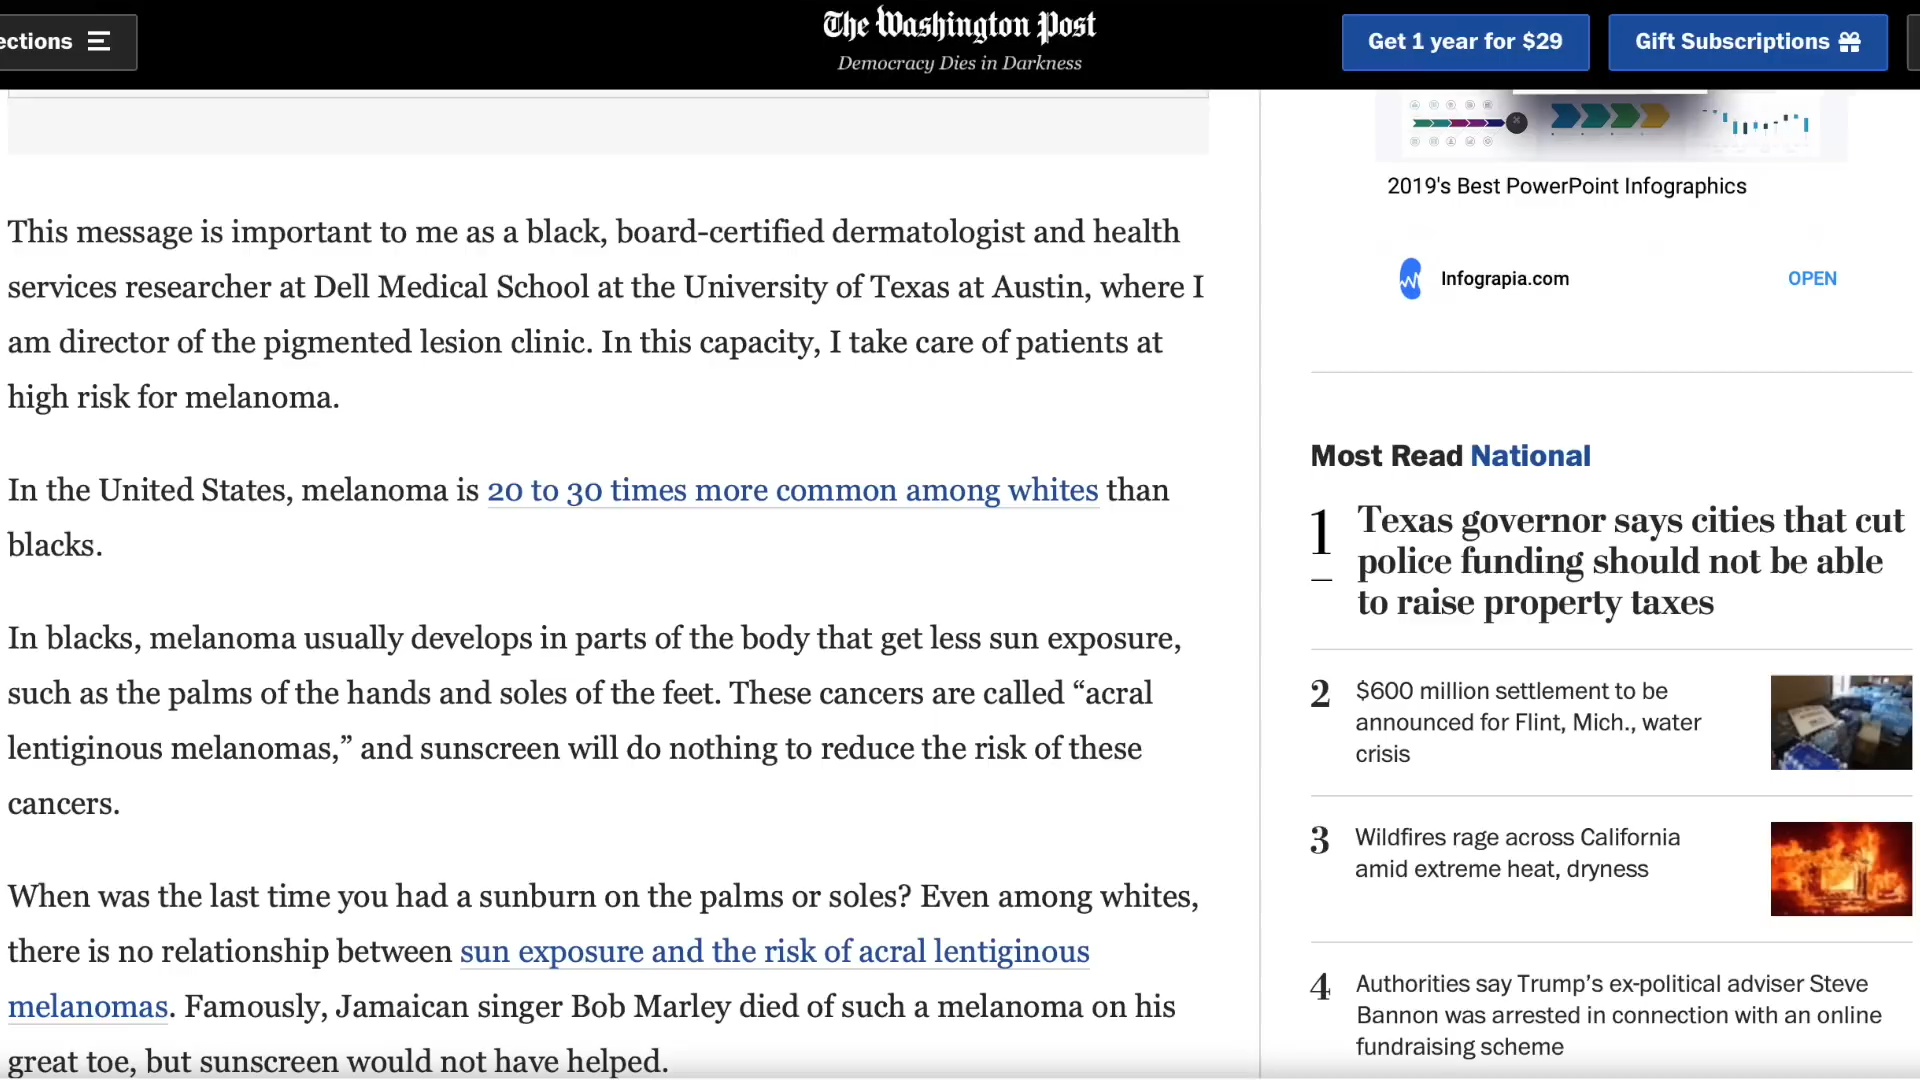 ections
The Washington Post
Democracy Dies in Darkness
Get 1 year for $29
Gift Subscriptions
This message is important to me as a black, board-certified dermatologist and health
services researcher at Dell Medical School at the University of Texas at Austin, where I
am director of the pigmented lesion clinic. In this capacity, I take care of patients at
high risk for melanoma.
In the United States, melanoma is 20 to 30 times more common among whites than
blacks.
In blacks, melanoma usually develops in parts of the body that get less sun exposure,
such as the palms of the hands and soles of the feet. These cancers are called “acral
lentiginous melanomas,” and sunscreen will do nothing to reduce the risk of these
cancers.
When was the last time you had a sunburn on the palms or soles? Even among whites,
there is no relationship between sun exposure and the risk of acral lentiginous
melanomas. Famously, Jamaican singer Bob Marley died of such a melanoma on his
great toe, but sunscreen would not have helped.
2019's Best PowerPoint Infographics
Infograpia.com
OPEN
Most Read National
1
Texas governor says cities that cut
police funding should not be able
to raise property taxes
2
$600 million settlement to be
announced for Flint, Mich., water
crisis
3
Wildfires rage across California
amid extreme heat, dryness
4
Authorities say Trump’s ex-political adviser Steve
Bannon was arrested in connection with an online
fundraising scheme